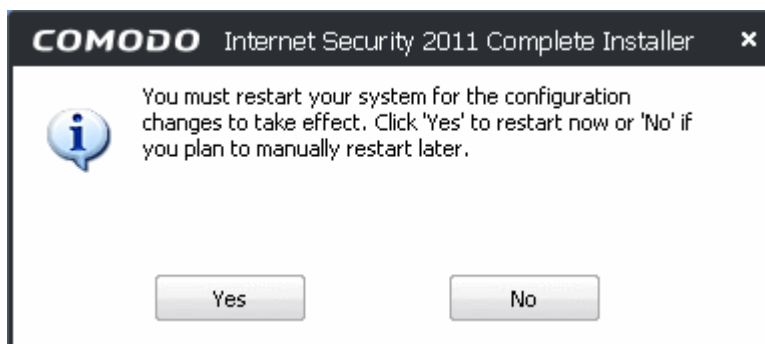 COMODO Internet Security 2011 Complete Installer
You must restart your system for the configuration
changes to take effect. Click 'Yes' to restart now or 'No' if
you plan to manually restart later.
Yes No